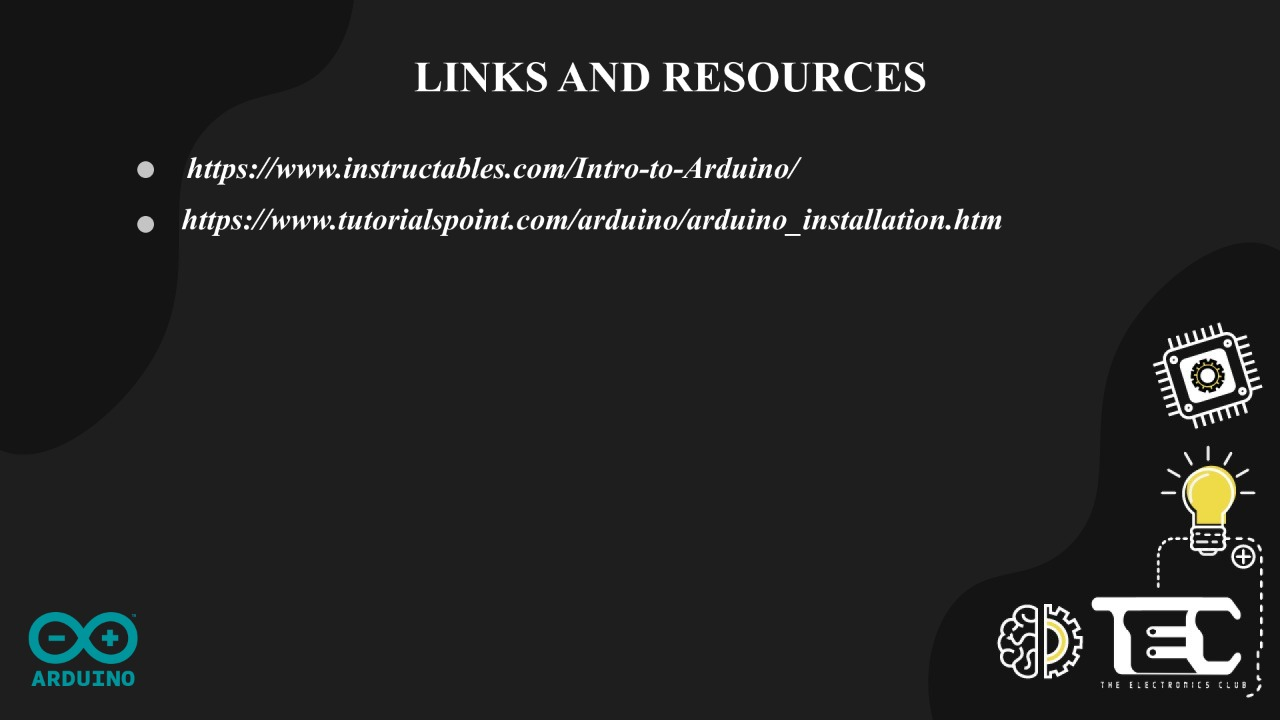 LINKS AND RESOURCES
https://www.instructables.com/Intro-to-Arduino/
https://www.tutorialspoint.com/arduino/arduino_installation.htm
ARDUINO
TEC
THE ELECTRONICS CLUB